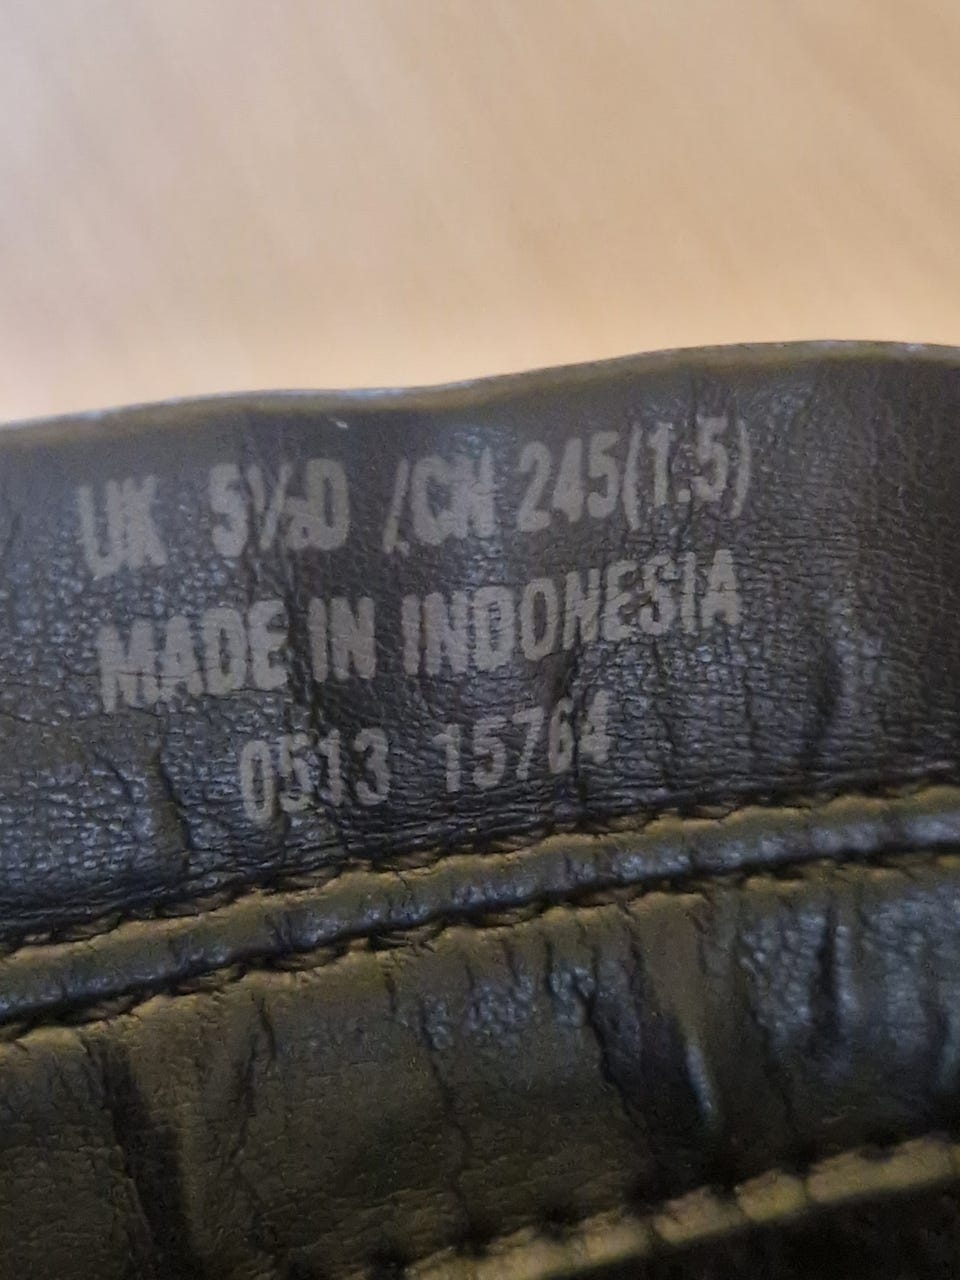 UK 5½D /CN 245(1.5)
MADE IN INDONESIA
0513 15764